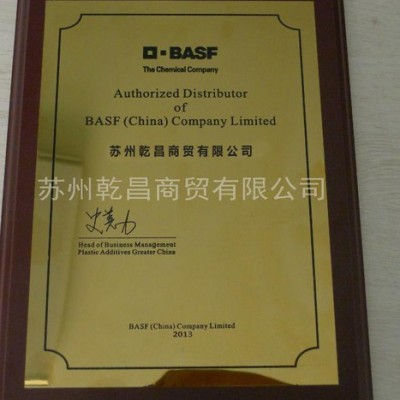 BASF
The Chemical Company
Authorized Distributor
of
BASF (China) Company Limited
苏州乾昌商贸有限公司
苏州乾昌商贸有限公司
Head of Business Management
Plastic Additives Greater China
BASF (China) Company Limited
2013